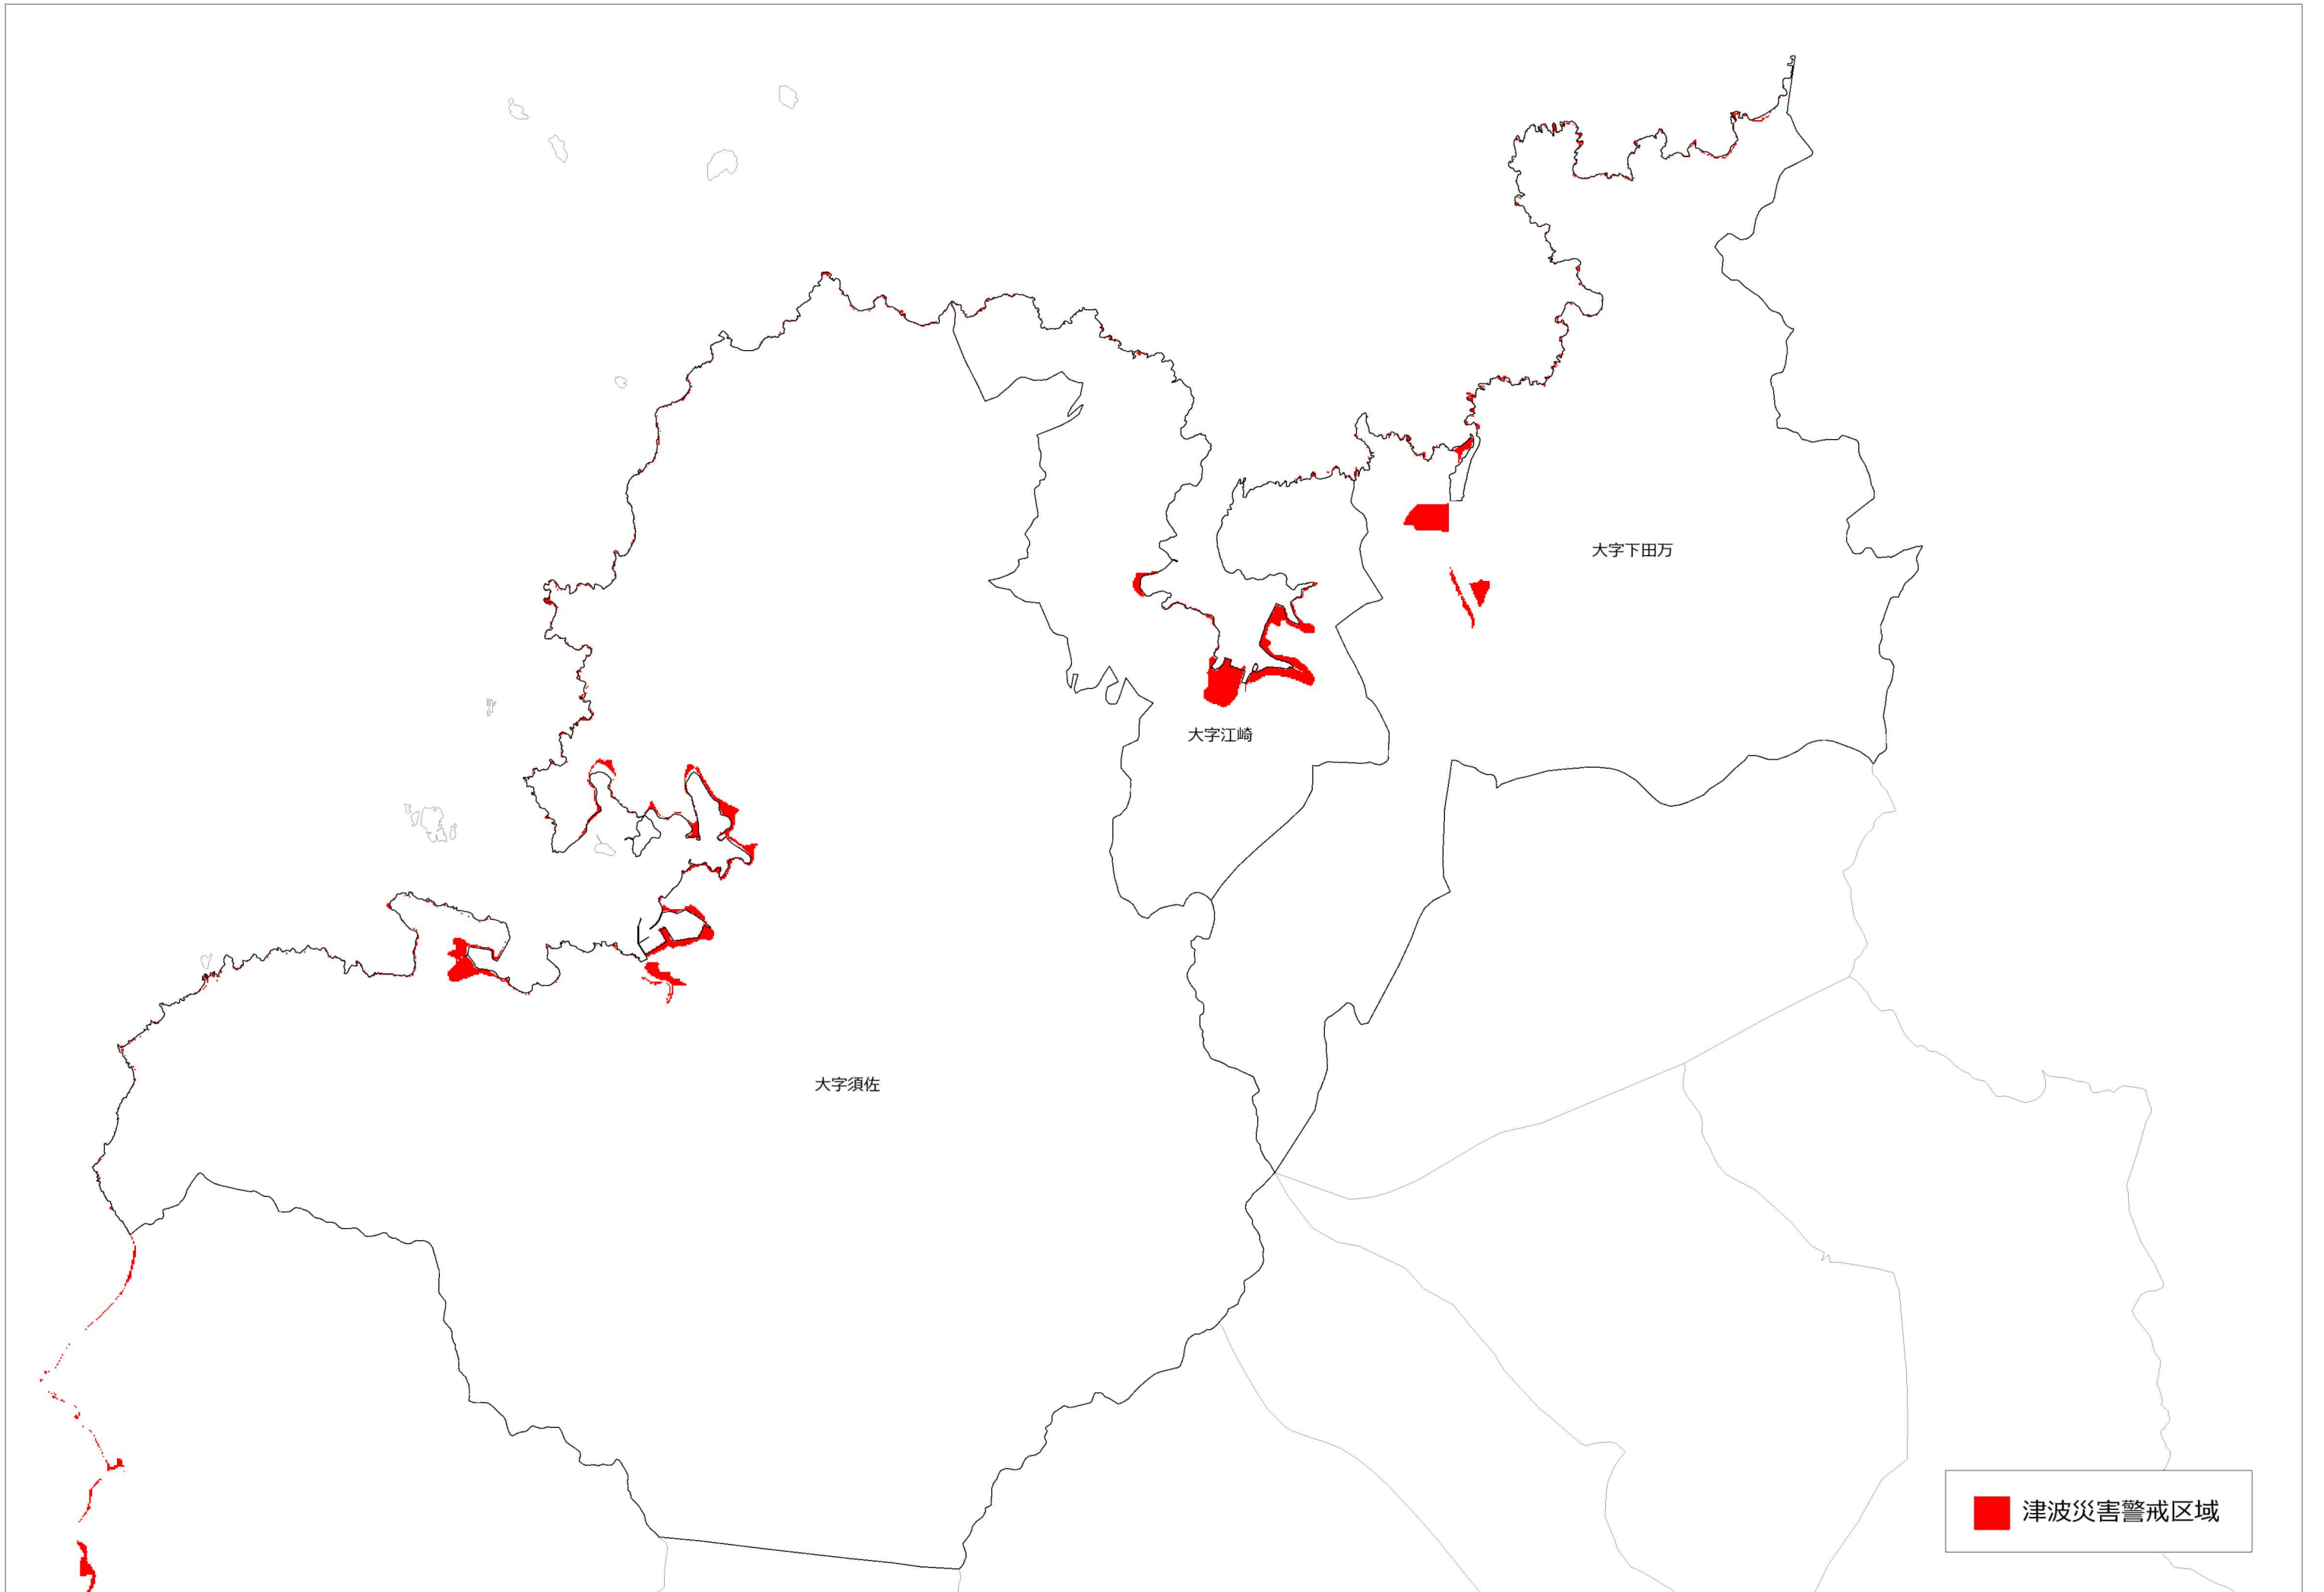 大字下田万
大字江崎
大字須佐
津波災害警戒区域